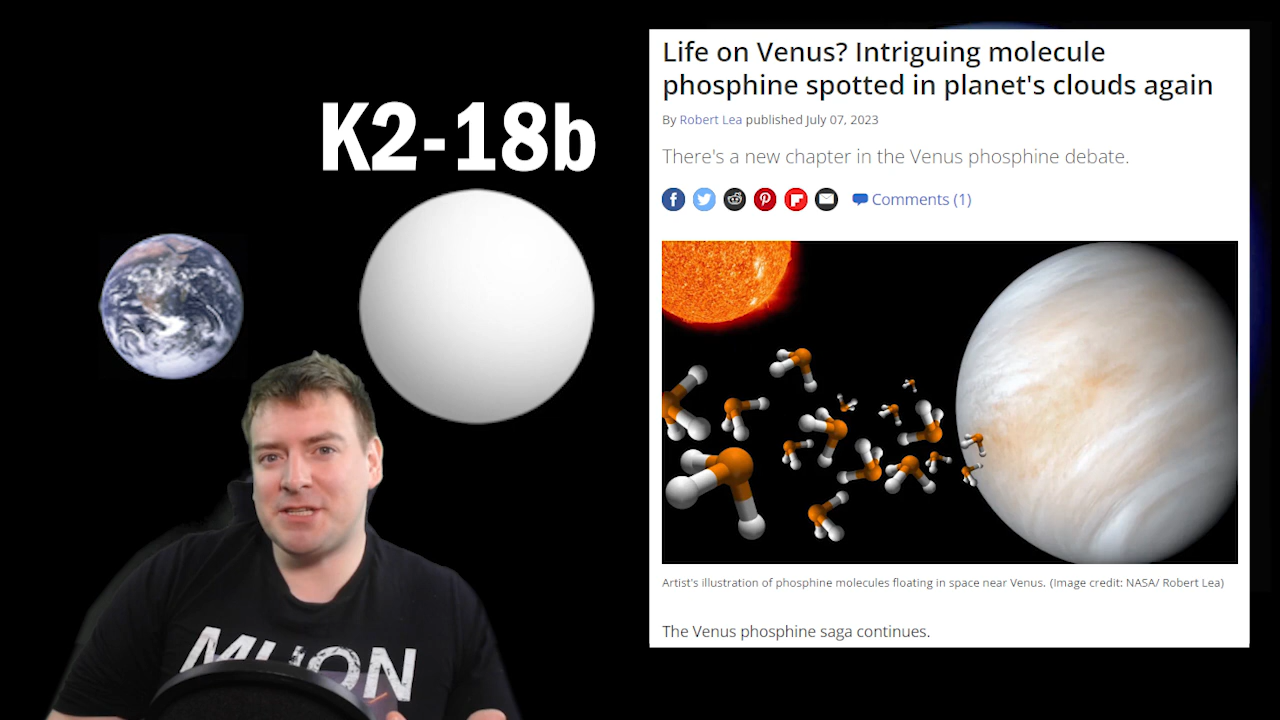 K2-18b
Life on Venus? Intriguing molecule
phosphine spotted in planet's clouds again
By Robert Lea published July 07, 2023
There's a new chapter in the Venus phosphine debate.
Comments (1)
Artist's illustration of phosphine molecules floating in space near Venus. (Image credit: NASA/ Robert Lea)
The Venus phosphine saga continues.
MUON